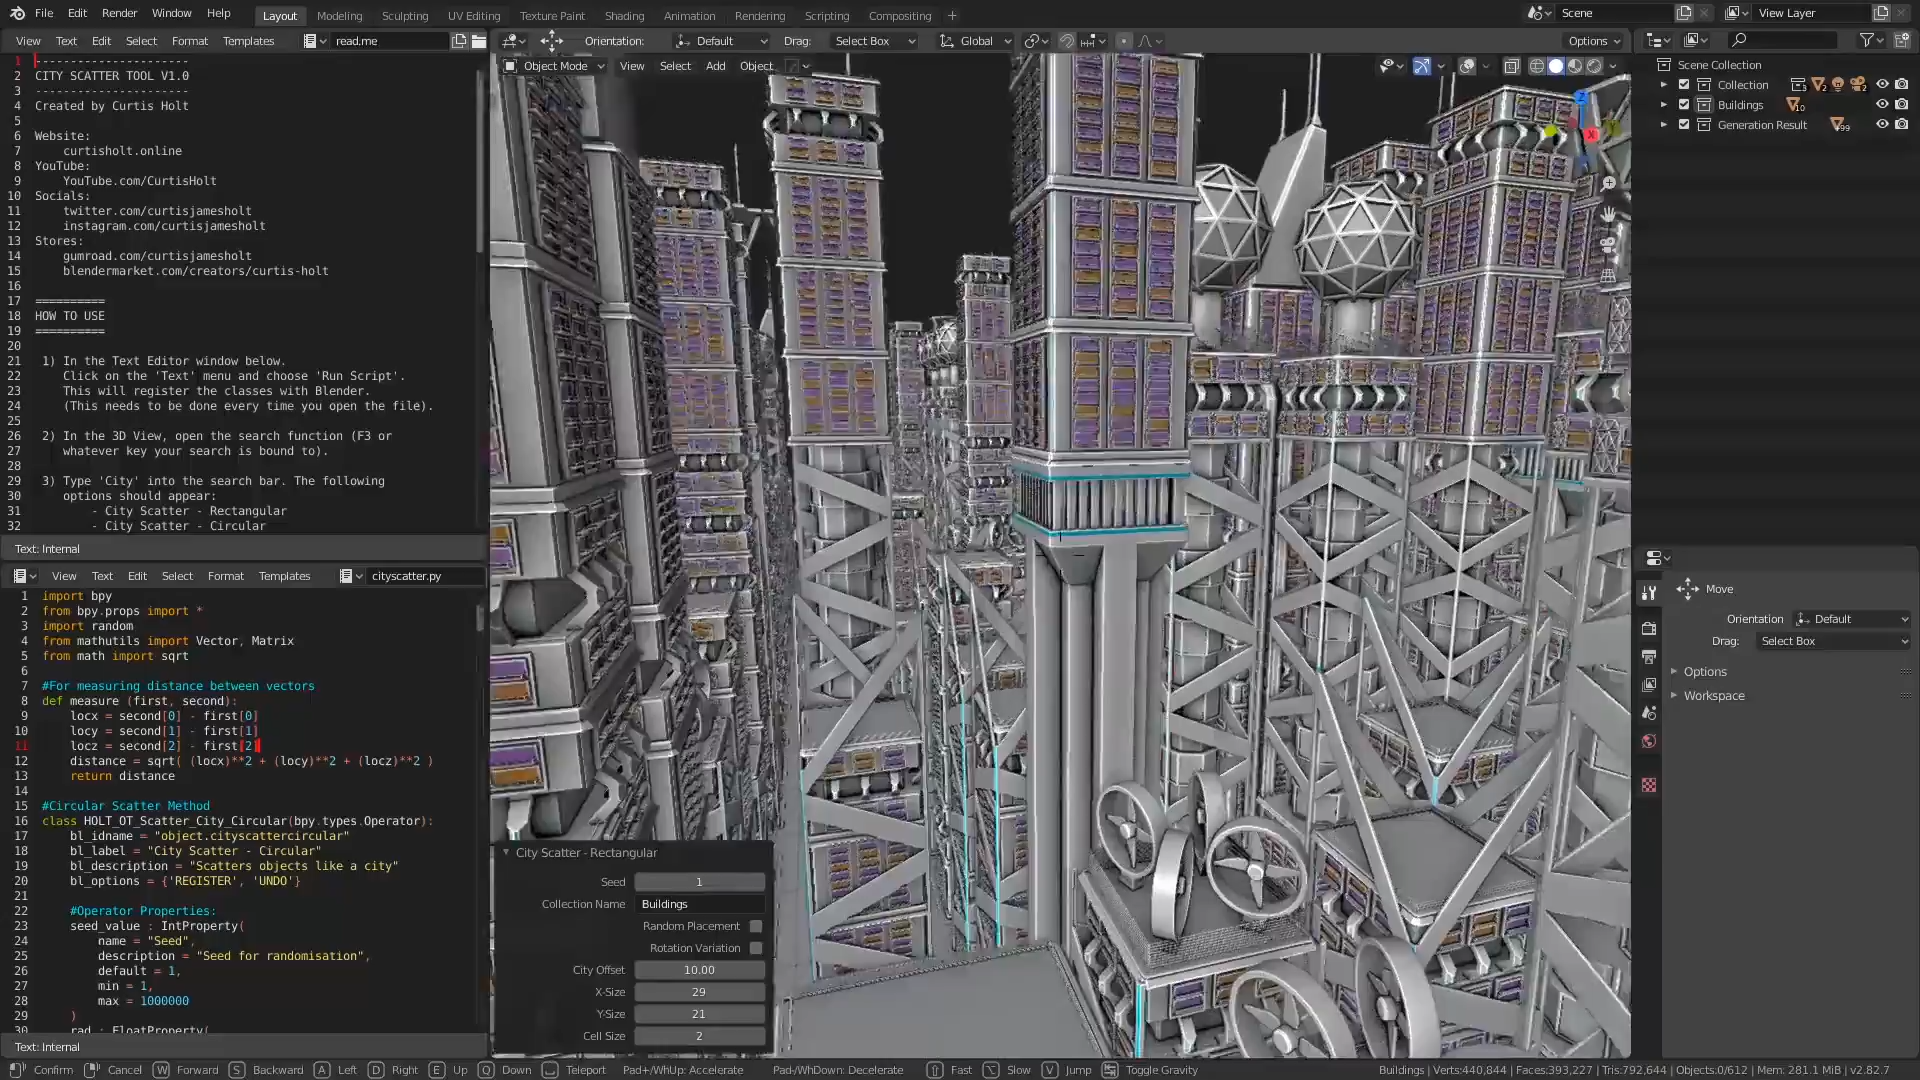 File Edit Render Window Help Layout Modeling Sculpting UV Editing Texture Paint Shading Animation Rendering Scripting Compositing + Scene View Layer
View Text Edit Select Format Templates read.me
Orientation: Default Drag: Select Box Global Options
Object Mode View Select Add Object
1 ----------------------
2 CITY SCATTER TOOL V1.0
3 ----------------------
4 Created by Curtis Holt
5
6 Website:
7 curtisholt.online
8 YouTube:
9 YouTube.com/CurtisHolt
10 Socials:
11 twitter.com/curtisjamesholt
12 instagram.com/curtisjamesholt
13 Stores:
14 gumroad.com/curtisjamesholt
15 blendermarket.com/creators/curtis-holt
16
17 ==========
18 HOW TO USE
19 ==========
20
21 1) In the Text Editor window below.
22 Click on the 'Text' menu and choose 'Run Script'.
23 This will register the classes with Blender.
24 (This needs to be done every time you open the file).
25
26 2) In the 3D View, open the search function (F3 or
27 whatever key your search is bound to).
28
29 3) Type 'City' into the search bar. The following
30 options should appear:
31 - City Scatter - Rectangular
32 - City Scatter - Circular
Text: Internal
View Text Edit Select Format Templates cityscatter.py
1 import bpy
2 from bpy.props import *
3 import random
4 from mathutils import Vector, Matrix
5 from math import sqrt
6
7 #For measuring distance between vectors
8 def measure (first, second):
9 locx = second[0] - first[0]
10 locy = second[1] - first[1]
11 locz = second[2] - first[2]
12 distance = sqrt( (locx)**2 + (locy)**2 + (locz)**2 )
13 return distance
14
15 #Circular Scatter Method
16 class HOLT_OT_Scatter_City_Circular(bpy.types.Operator):
17 bl_idname = "object.cityscattercircular"
18 bl_label = "City Scatter - Circular"
19 bl_description = "Scatters objects like a city"
20 bl_options = {'REGISTER', 'UNDO'}
21
22 #Operator Properties:
23 seed_value : IntProperty(
24 name = "Seed",
25 description = "Seed for randomisation",
26 default = 1,
27 min = 1,
28 max = 1000000
29 )
30 rad : FloatProperty(
Text: Internal
City Scatter - Rectangular
Seed 1
Collection Name Buildings
Random Placement
Rotation Variation
City Offset 10.00
X-Size 29
Y-Size 21
Cell Size 2
Z
X
Scene Collection
Collection 3 2 2
Buildings 10
Generation Result 99
Move
Orientation Default
Drag: Select Box
Options
Workspace
Confirm Cancel W Forward S Backward A Left D Right E Up Q Down Teleport Pad+/WhUp: Accelerate Pad-/WhDown: Decelerate Fast Slow V Jump Toggle Gravity Buildings | Verts:440,844 | Faces:393,227 | Tris:792,644 | Objects:0/612 | Mem: 281.1 MiB | v2.82.7